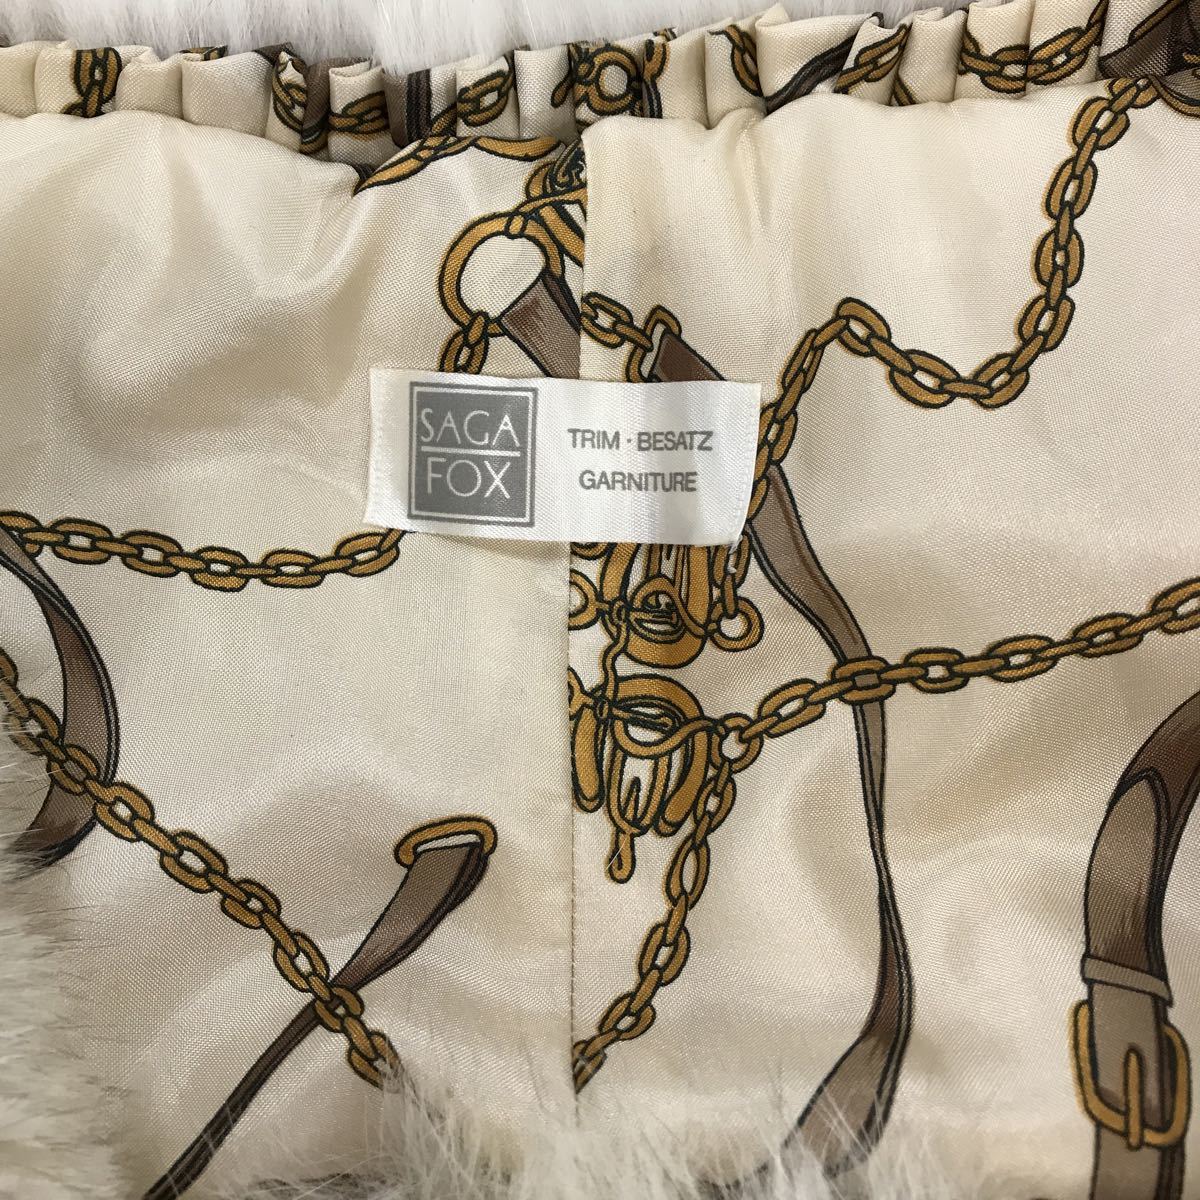 SAGA
FOX
TRIM · BESATZ
GARNITURE